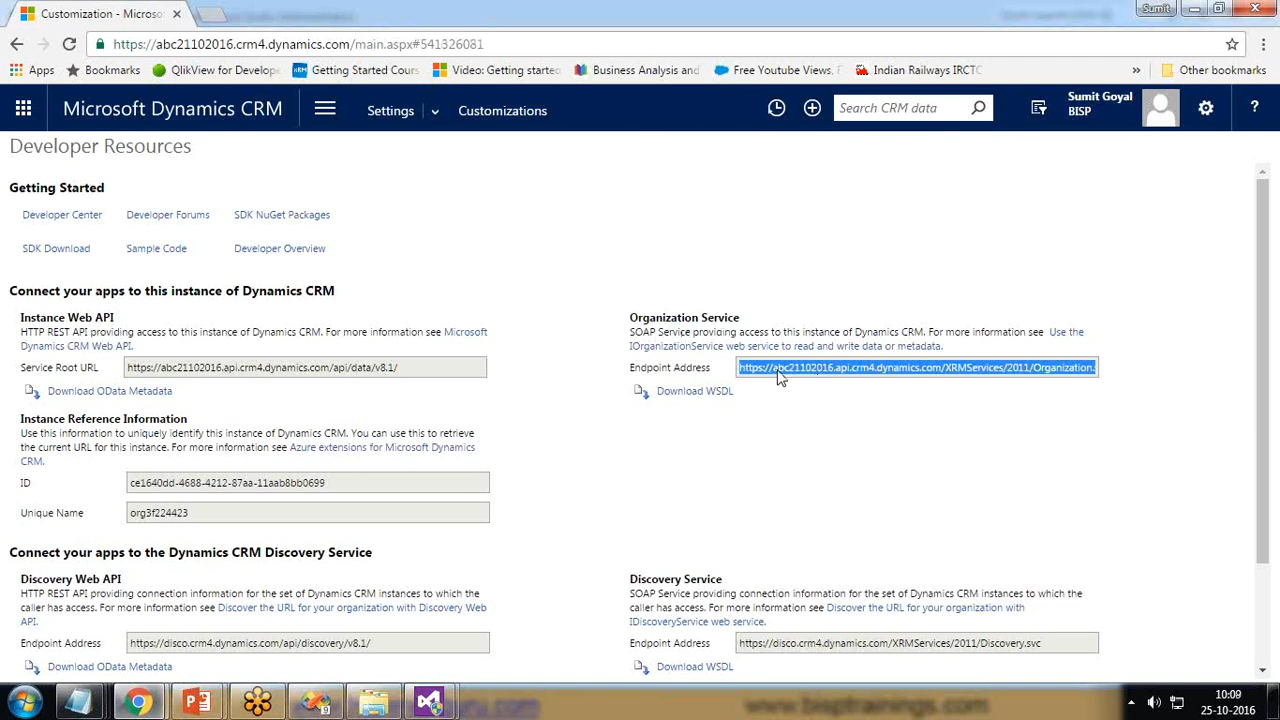 Customization - Microso
Sumit
https://abc21102016.crm4.dynamics.com/main.aspx#541326081
Apps
Bookmarks
QlikView for Develope
Getting Started Cours
Video: Getting starte
Business Analysis and
Free Youtube Views.
Indian Railways IRCTC
»
Other bookmarks
Microsoft Dynamics CRM
Settings
Customizations
Search CRM data
Sumit Goyal
BISP
?
Developer Resources
Getting Started
Developer Center
Developer Forums
SDK NuGet Packages
SDK Download
Sample Code
Developer Overview
Connect your apps to this instance of Dynamics CRM
Instance Web API
HTTP REST API providing access to this instance of Dynamics CRM. For more information see Microsoft
Dynamics CRM Web API.
Service Root URL
https://abc21102016.api.crm4.dynamics.com/api/data/v8.1/
Download OData Metadata
Organization Service
SOAP Service providing access to this instance of Dynamics CRM. For more information see Use the
IOrganizationService web service to read and write data or metadata.
Endpoint Address
https://abc21102016.api.crm4.dynamics.com/XRMServices/2011/Organization.
Download WSDL
Instance Reference Information
Use this information to uniquely identify this instance of Dynamics CRM. You can use this to retrieve
the current URL for this instance. For more information see Azure extensions for Microsoft Dynamics
CRM.
ID
ce1640dd-4688-4212-87aa-11aab8bb0699
Unique Name
org3f224423
Connect your apps to the Dynamics CRM Discovery Service
Discovery Web API
HTTP REST API providing connection information for the set of Dynamics CRM instances to which the
caller has access. For more information see Discover the URL for your organization with Discovery Web
API.
Endpoint Address
https://disco.crm4.dynamics.com/api/discovery/v8.1/
Download OData Metadata
Discovery Service
SOAP Service providing connection information for the set of Dynamics CRM instances to which the
caller has access. For more information see Discover the URL for your organization with
IDiscoveryService web service.
Endpoint Address
https://disco.crm4.dynamics.com/XRMServices/2011/Discovery.svc
Download WSDL
www.bisptrainings.com
10:09
25-10-2016